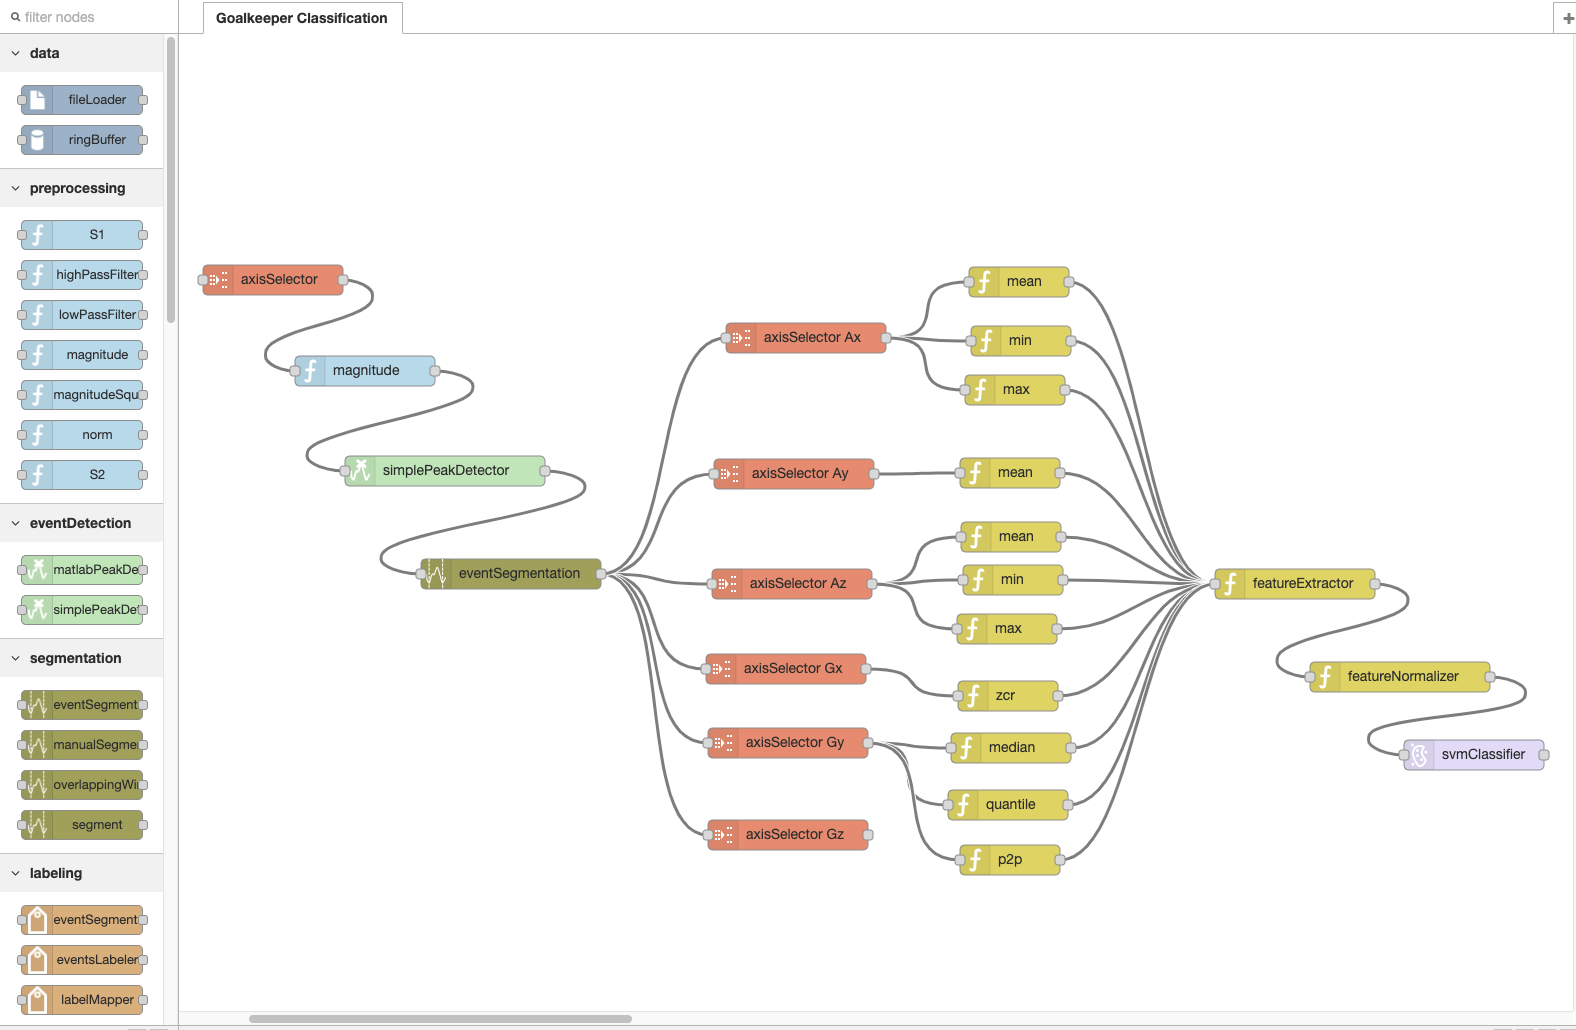 filter nodes
Goalkeeper Classification
data
fileLoader
ringBuffer
preprocessing
S1
highPassFilter
lowPassFilter
magnitude
magnitudeSqu
norm
S2
eventDetection
matlabPeakDe
simplePeakDet
segmentation
eventSegment
manualSegme
overlappingWi
segment
labeling
eventSegment
eventsLabeler
labelMapper
axisSelector
magnitude
simplePeakDetector
eventSegmentation
axisSelector Ax
axisSelector Ay
axisSelector Az
axisSelector Gx
axisSelector Gy
axisSelector Gz
mean
min
max
mean
mean
min
max
zcr
median
quantile
p2p
featureExtractor
featureNormalizer
svmClassifier